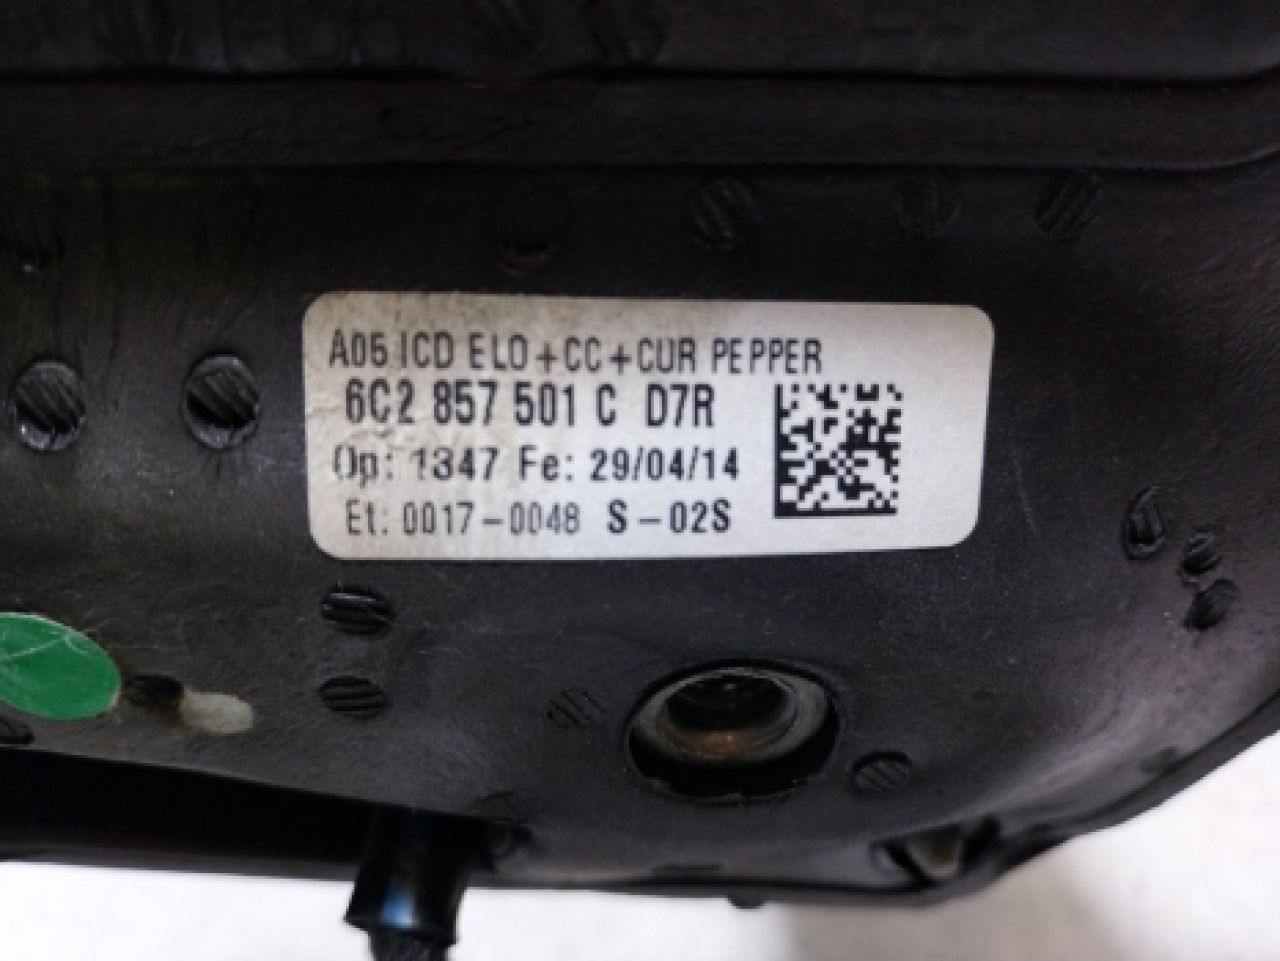 A05 ICD ELO+CC+CUR PEPPER
6C2 857 501 C D7R
Op: 1347 Fe: 29/04/14
Et: 0017-0048 S-02S